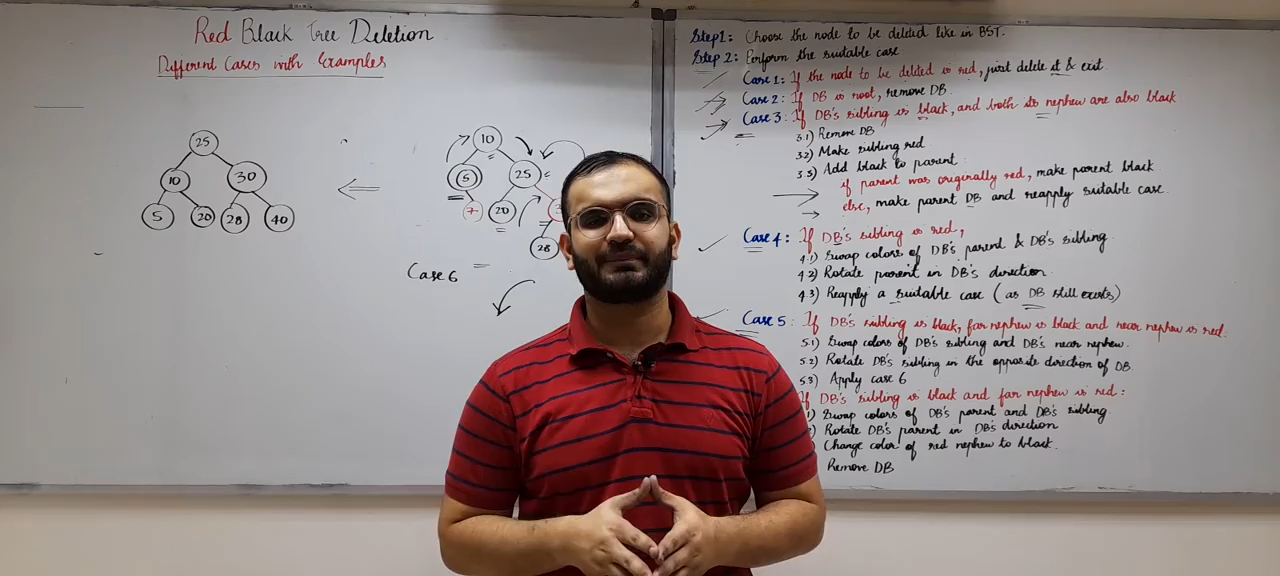 Red Black Tree Deletion
Different Cases with Examples
25
10
30
5
20
28
40
10
5
25
+
20
28
Case 6
Step1: Choose the node to be deleted like in BST.
Step 2: Perform the suitable case
Case 1: If the node to be deleted is red, just delete it & exit.
Case 2: If DB is root, remove DB.
Case 3: If DB's sibling is black, and both its nephew are also black
3.1) Remove DB
3.2) Make sibling red
3.3) Add black to parent:
if parent was originally red, make parent black
else, make parent DB and reapply suitable case.
Case 4: If DB's sibling is red,
4.1) Swap colors of DB's parent & DB's sibling.
4.2) Rotate parent in DB's direction.
4.3) Reapply a suitable case (as DB still exists)
Case 5: If DB's sibling is black, far nephew is black and near nephew is red.
5.1) Swap colors of DB's sibling and DB's near nephew.
5.2) Rotate DB's sibling in the opposite direction of DB.
5.3) Apply case 6
If DB's sibling is black and far nephew is red:
) Swap colors of DB's parent and DB's sibling
) Rotate DB's parent in DB's direction
Change color of red nephew to black.
Remove DB